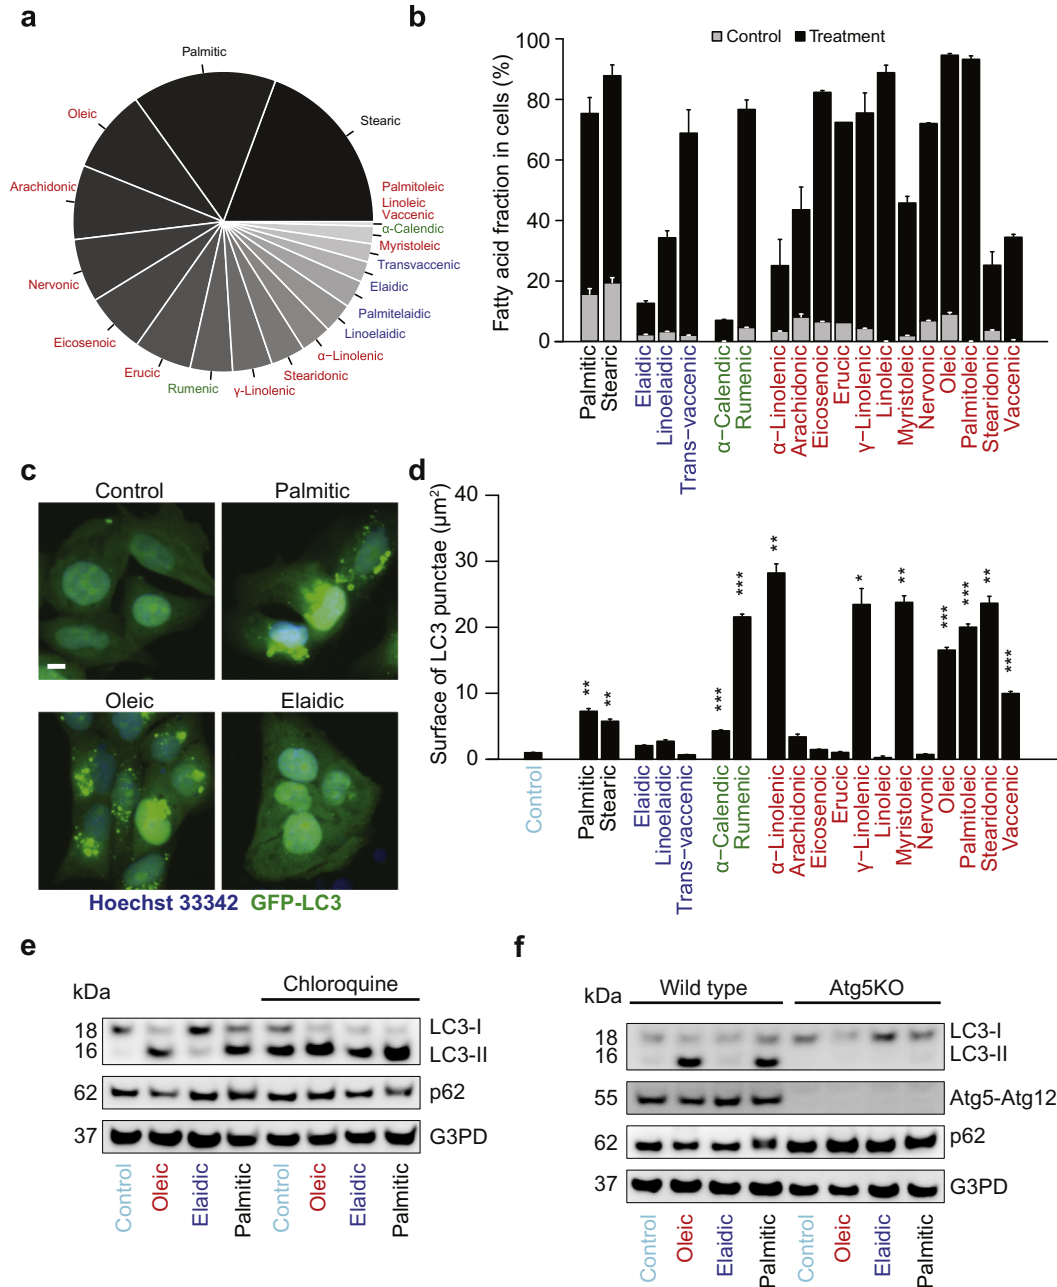 a
Palmitic
Stearic
Oleic
Arachidonic
Nervonic
Eicosenoic
Erucic
Rumenic
γ-Linolenic
Stearidonic
α-Linolenic
Linoelaidic
Palmitelaidic
Elaidic
Transvaccenic
Myristoleic
α-Calendic
Vaccenic
Linoleic
Palmitoleic
b
Control Treatment
Fatty acid fraction in cells (%)
100
80
60
40
20
0
Palmitic
Stearic
Elaidic
Linoelaidic
Trans-vaccenic
α-Calendic
Rumenic
α-Linolenic
Arachidonic
Eicosenoic
Erucic
γ-Linolenic
Linoleic
Myristoleic
Nervonic
Oleic
Palmitoleic
Stearidonic
Vaccenic
c
Control Palmitic
Oleic Elaidic
Hoechst 33342 GFP-LC3
d
Surface of LC3 punctae (µm²)
40
30
20
10
0
** ** *** *** ** * ** *** *** ** ***
Control
Palmitic
Stearic
Elaidic
Linoelaidic
Trans-vaccenic
α-Calendic
Rumenic
α-Linolenic
Arachidonic
Eicosenoic
Erucic
γ-Linolenic
Linoleic
Myristoleic
Nervonic
Oleic
Palmitoleic
Stearidonic
Vaccenic
e
kDa
Chloroquine
18 LC3-I
16 LC3-II
62 p62
37 G3PD
Control
Oleic
Elaidic
Palmitic
Control
Oleic
Elaidic
Palmitic
f
kDa
Wild type Atg5KO
18 LC3-I
16 LC3-II
55 Atg5-Atg12
62 p62
37 G3PD
Control
Oleic
Elaidic
Palmitic
Control
Oleic
Elaidic
Palmitic